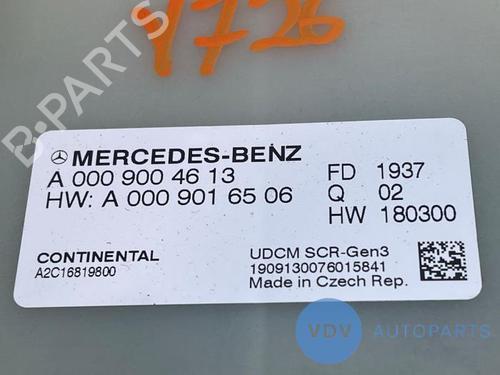 1726
B-PARTS
MERCEDES-BENZ
A 000 900 46 13
HW: A 000 901 65 06
FD 1937
Q 02
HW 180300
CONTINENTAL
A2C16819800
UDCM SCR-Gen3
1909130076015841
Made in Czech Rep.
VDV AUTOPARTS